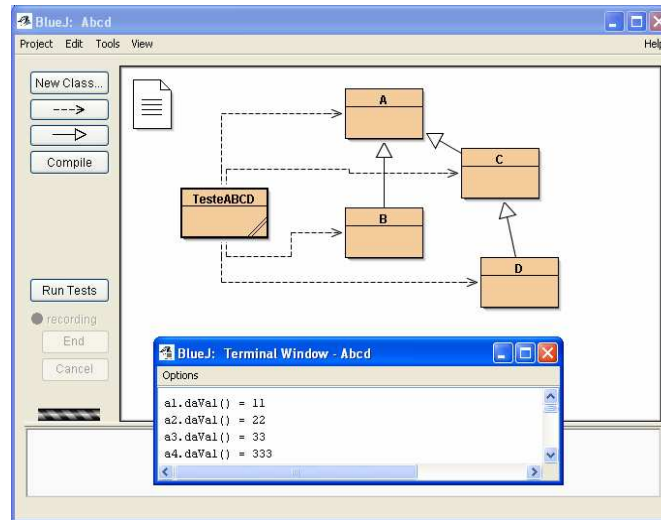 BlueJ: Abcd
Project Edit Tools View Help
New Class...
Compile
A
C
TesteABCD
B
D
Run Tests
recording
End
Cancel
BlueJ: Terminal Window - Abcd
Options
a1.daVal() = 11
a2.daVal() = 22
a3.daVal() = 33
a4.daVal() = 333